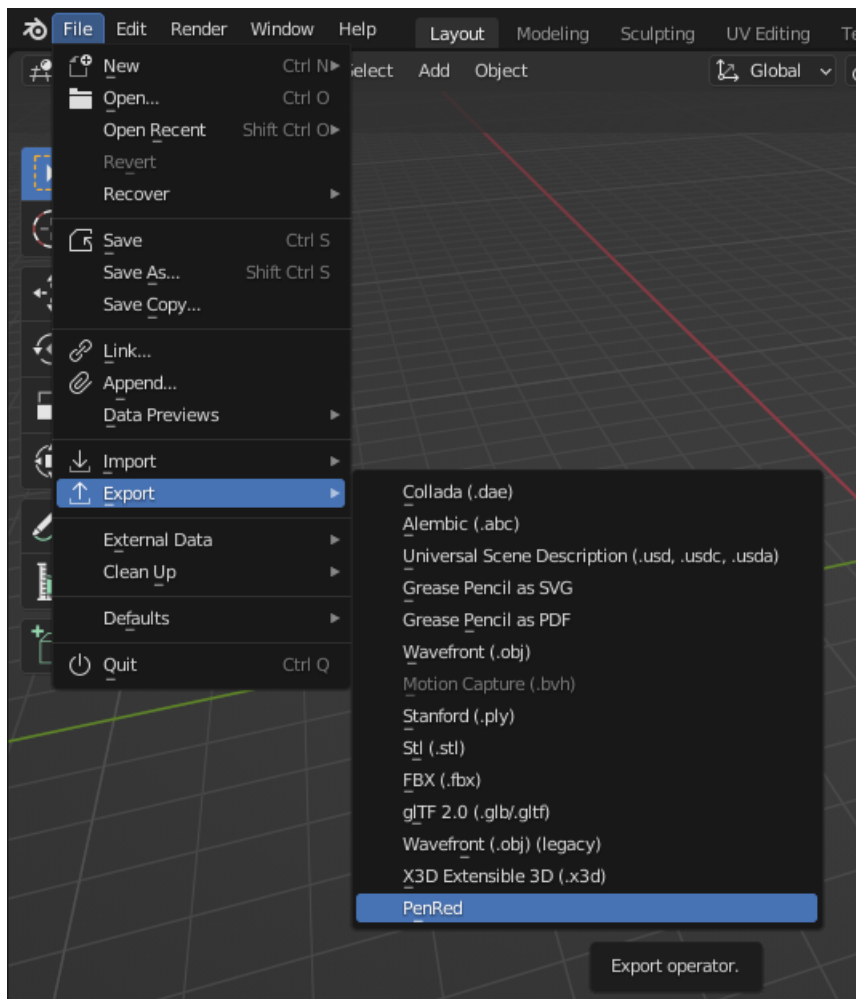 File Edit Render Window Help Layout Modeling Sculpting UV Editing
Select Add Object Global
New Ctrl N
Open... Ctrl O
Open Recent Shift Ctrl O
Revert
Recover
Save Ctrl S
Save As... Shift Ctrl S
Save Copy...
Link...
Append...
Data Previews
Import
Export
External Data
Clean Up
Defaults
Quit Ctrl Q
Collada (.dae)
Alembic (.abc)
Universal Scene Description (.usd, .usdc, .usda)
Grease Pencil as SVG
Grease Pencil as PDF
Wavefront (.obj)
Motion Capture (.bvh)
Stanford (.ply)
Stl (.stl)
FBX (.fbx)
glTF 2.0 (.glb/.gltf)
Wavefront (.obj) (legacy)
X3D Extensible 3D (.x3d)
PenRed
Export operator.